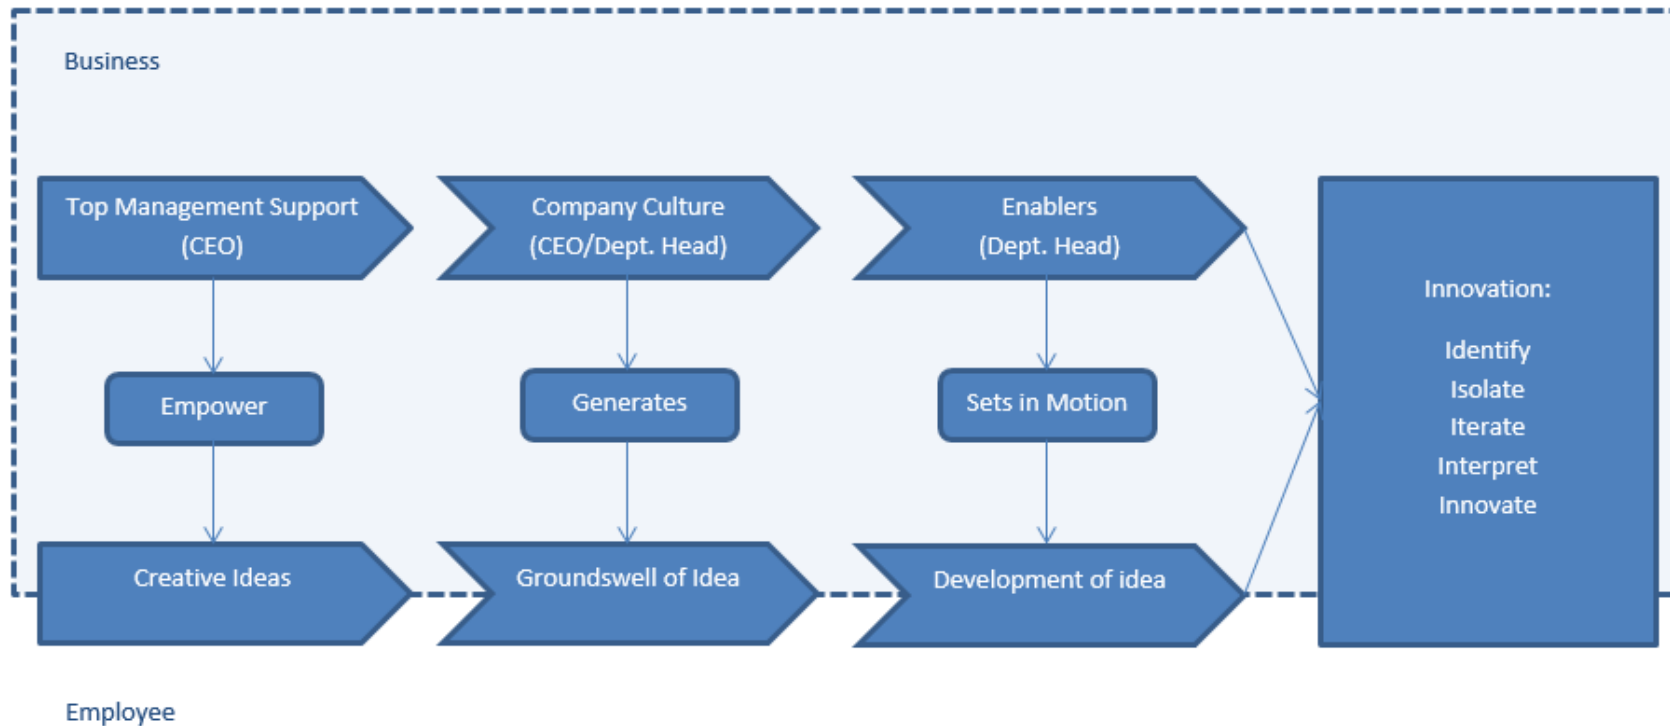 Business
Top Management Support
(CEO)
Company Culture
(CEO/Dept. Head)
Enablers
(Dept. Head)
Empower
Generates
Sets in Motion
Creative Ideas
Groundswell of Idea
Development of idea
Innovation:
Identify
Isolate
Iterate
Interpret
Innovate
Employee